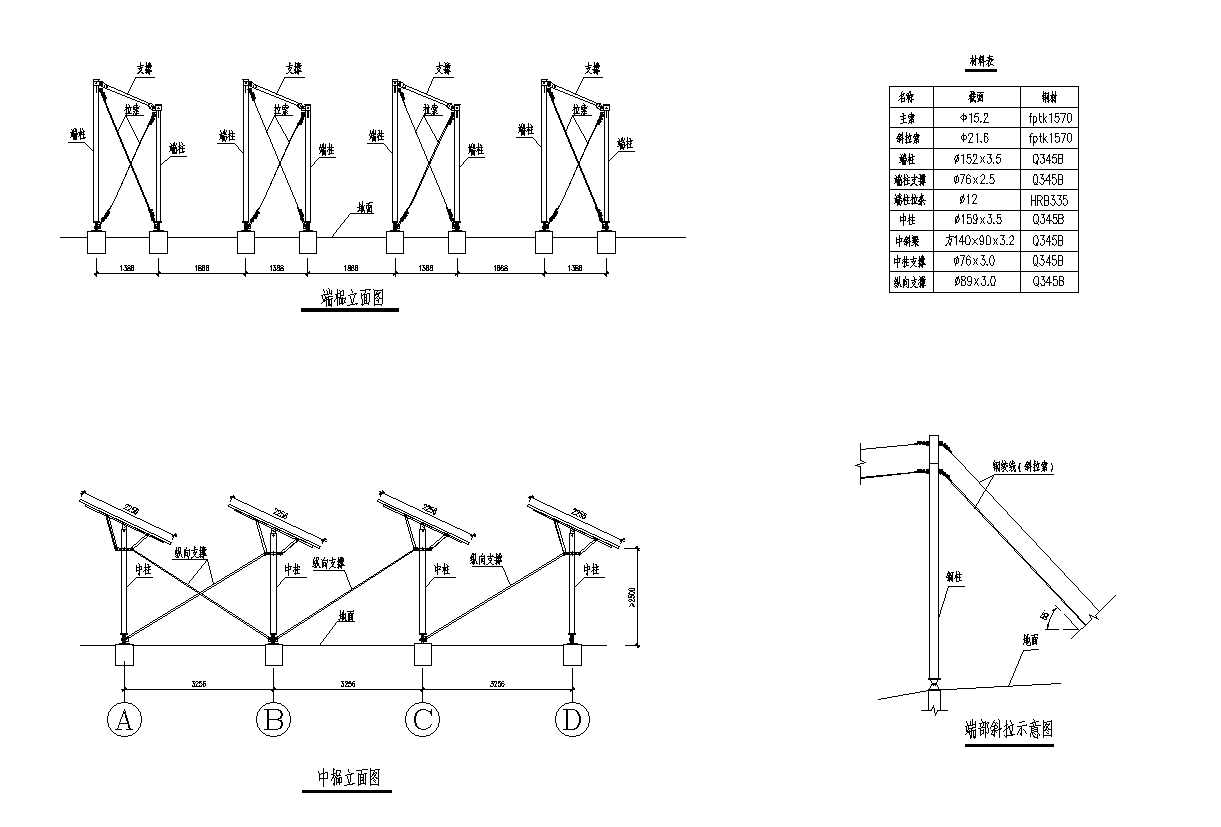 支撑 支撑 支撑 支撑
拉索 拉索 拉索 拉索
端柱 端柱 端柱 端柱
端柱 端柱 端柱 端柱
地面
1388 1868 1388 1868 1388 1868 1388
端榀立面图
材料表
名称 截面 钢材
主索 Φ15.2 fptk1570
斜拉索 Φ21.6 fptk1570
端柱 Ø152×3.5 Q345B
端柱支撑 Ø76×2.5 Q345B
端柱拉条 Ø12 HRB335
中柱 Ø159×3.5 Q345B
中斜梁 方140×90×3.2 Q345B
中柱支撑 Ø76×3.0 Q345B
纵向支撑 Ø89×3.0 Q345B
2256 2256 2256 2256
纵向支撑 纵向支撑 纵向支撑
中柱 中柱 中柱 中柱
>2500
地面
3256 3256 3256
A B C D
中榀立面图
钢绞线(斜拉索)
钢柱
地面
端部斜拉示意图